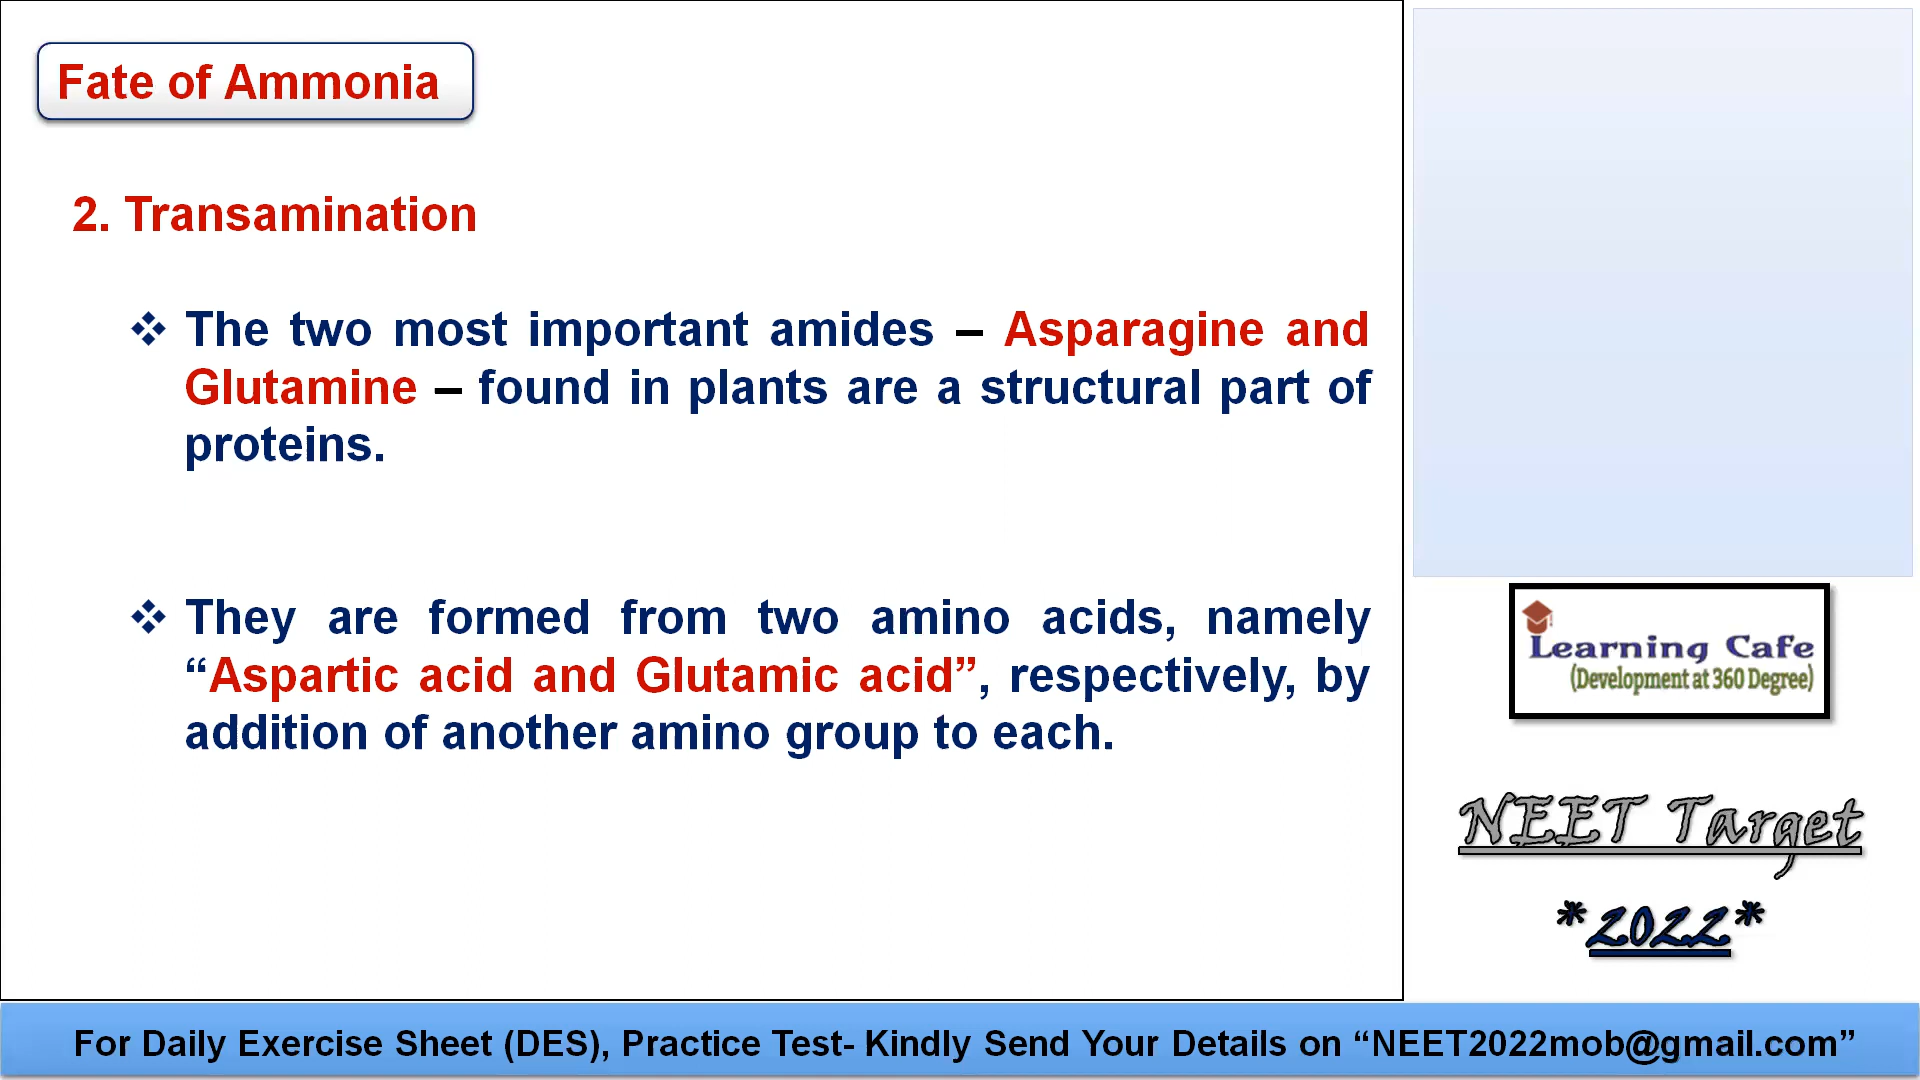 Fate of Ammonia
2. Transamination
❖ The two most important amides – Asparagine and
Glutamine – found in plants are a structural part of
proteins.
❖ They are formed from two amino acids, namely
“Aspartic acid and Glutamic acid”, respectively, by
addition of another amino group to each.
Learning Cafe
(Development at 360 Degree)
NEET Target
*2022*
For Daily Exercise Sheet (DES), Practice Test- Kindly Send Your Details on “NEET2022mob@gmail.com”